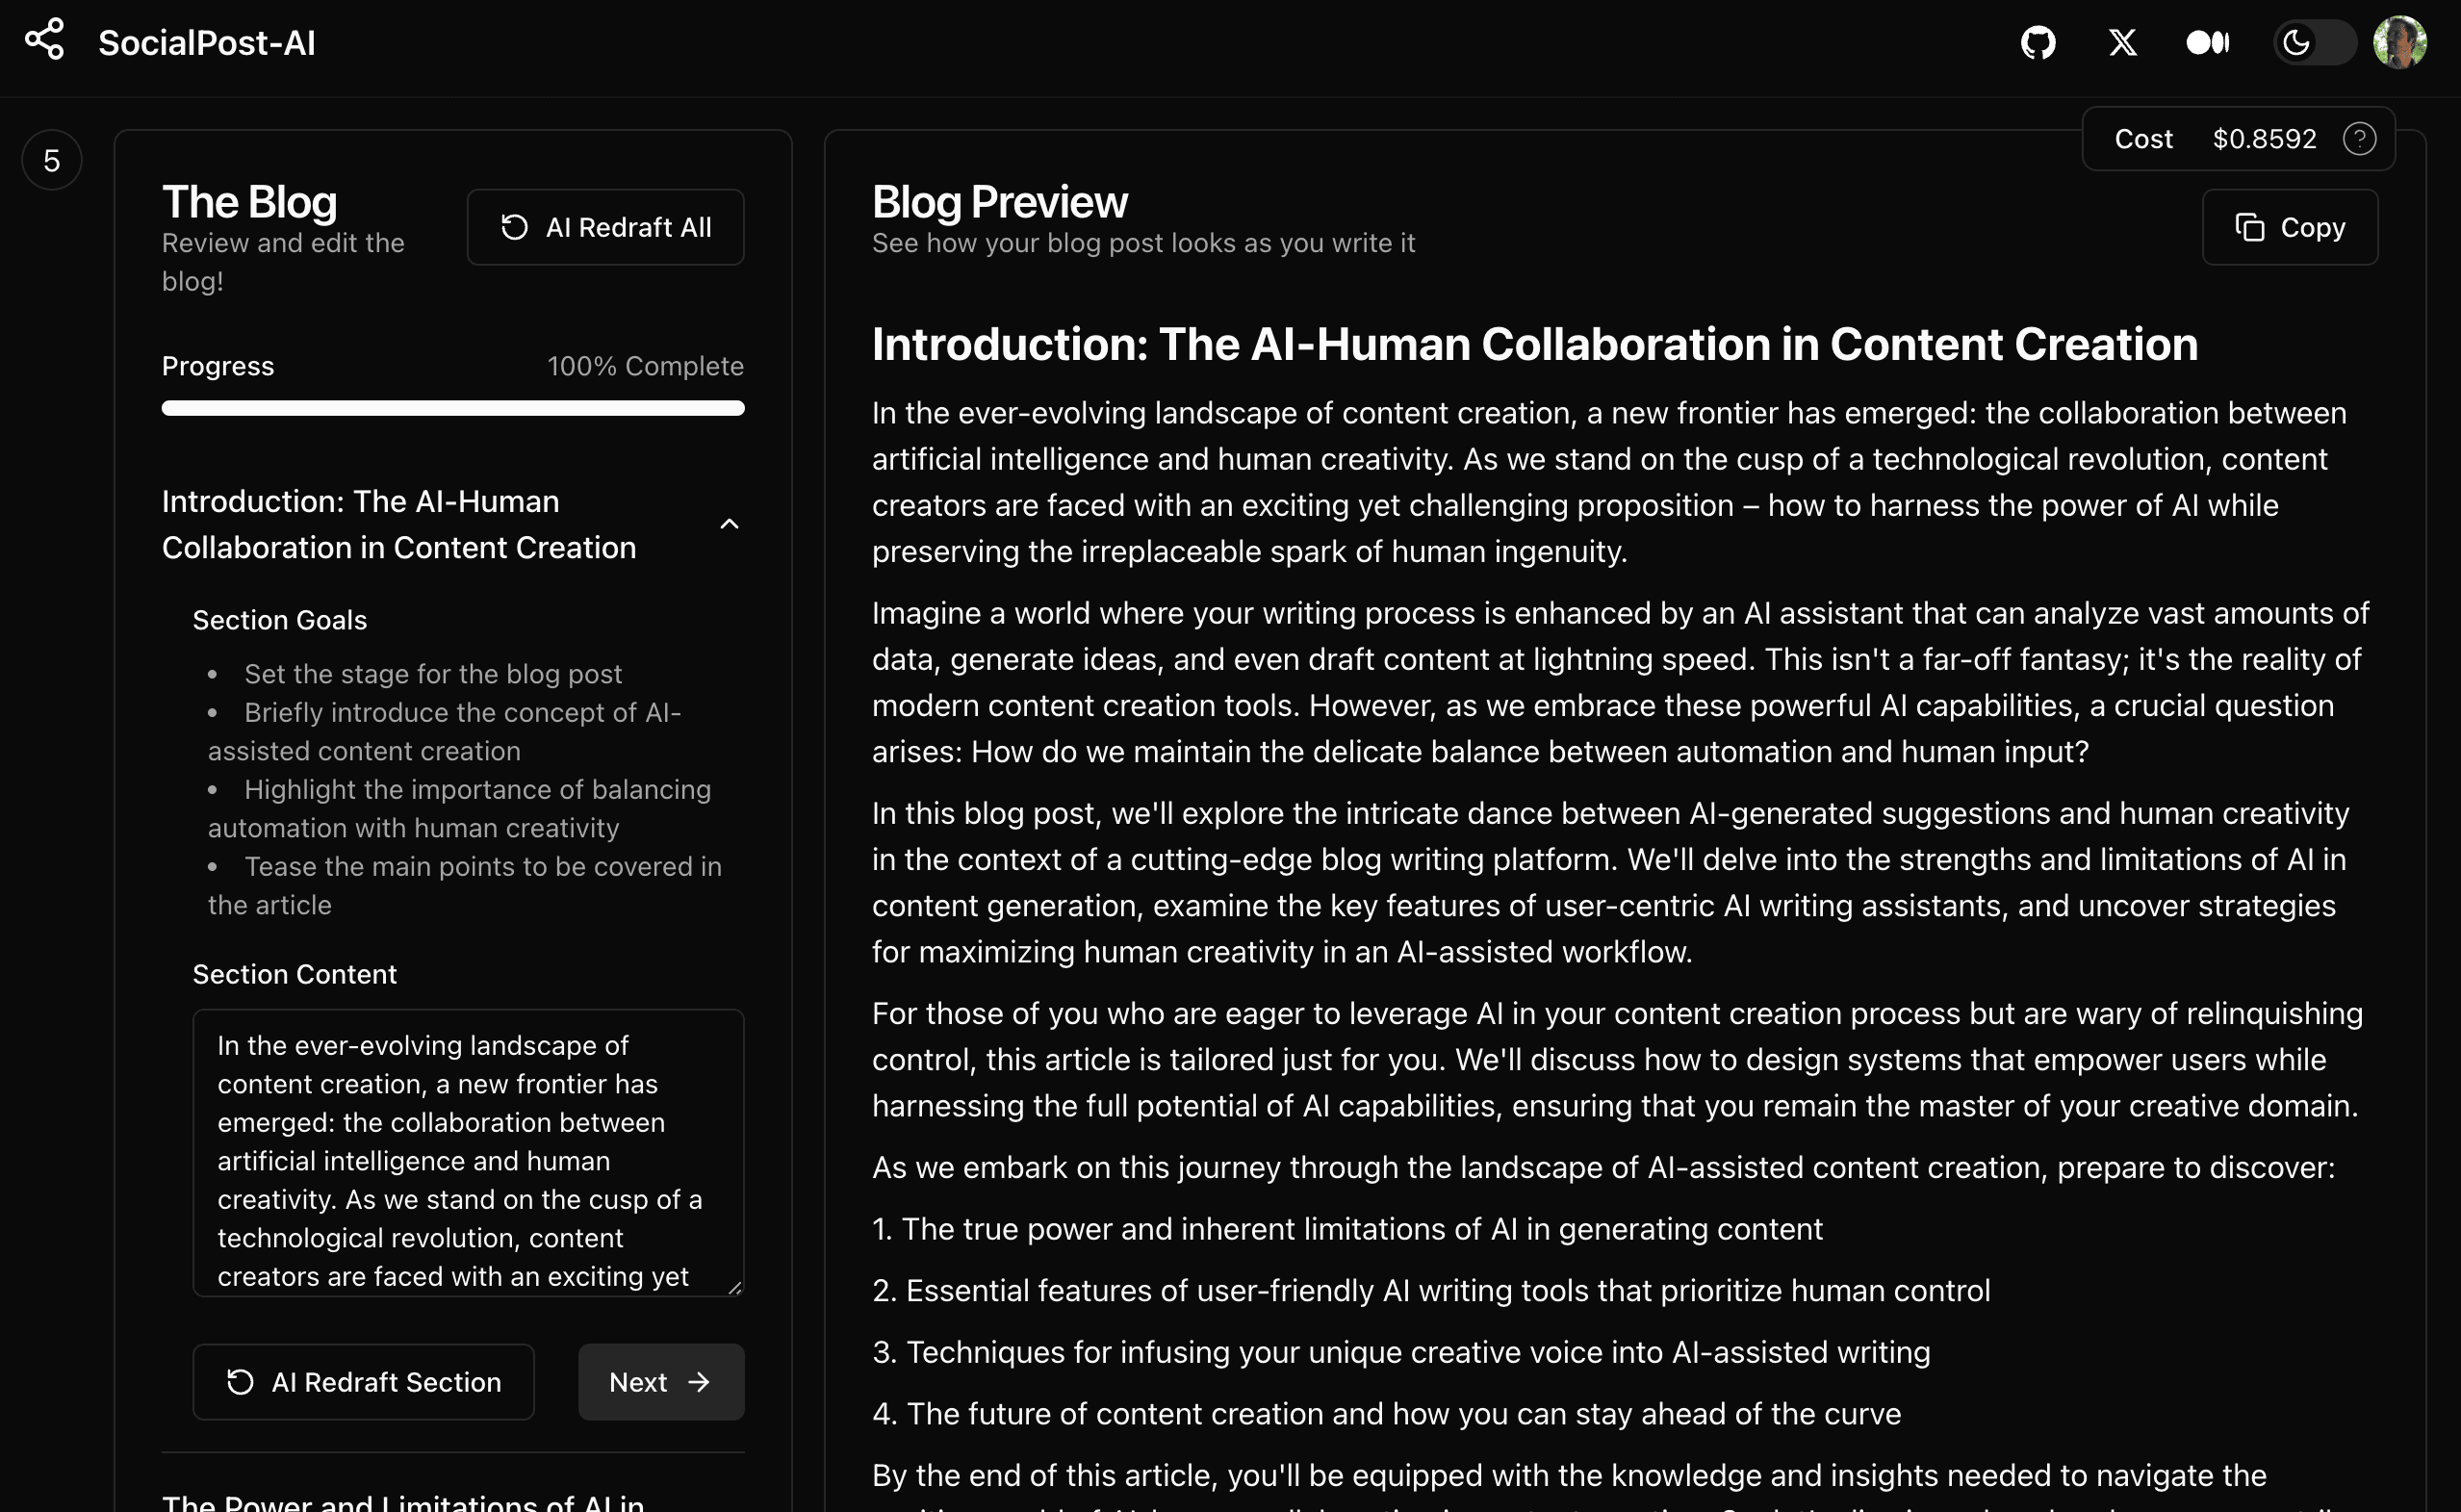 SocialPost-AI
5
Cost $0.8592 ?
The Blog
Review and edit the
blog!
AI Redraft All
Progress
100% Complete
Introduction: The AI-Human
Collaboration in Content Creation
Section Goals
• Set the stage for the blog post
• Briefly introduce the concept of AI-
assisted content creation
• Highlight the importance of balancing
automation with human creativity
• Tease the main points to be covered in
the article
Section Content
In the ever-evolving landscape of
content creation, a new frontier has
emerged: the collaboration between
artificial intelligence and human
creativity. As we stand on the cusp of a
technological revolution, content
creators are faced with an exciting yet
AI Redraft Section
Next →
The Power and Limitations of AI in
Blog Preview
See how your blog post looks as you write it
Copy
Introduction: The AI-Human Collaboration in Content Creation
In the ever-evolving landscape of content creation, a new frontier has emerged: the collaboration between
artificial intelligence and human creativity. As we stand on the cusp of a technological revolution, content
creators are faced with an exciting yet challenging proposition – how to harness the power of AI while
preserving the irreplaceable spark of human ingenuity.
Imagine a world where your writing process is enhanced by an AI assistant that can analyze vast amounts of
data, generate ideas, and even draft content at lightning speed. This isn't a far-off fantasy; it's the reality of
modern content creation tools. However, as we embrace these powerful AI capabilities, a crucial question
arises: How do we maintain the delicate balance between automation and human input?
In this blog post, we'll explore the intricate dance between AI-generated suggestions and human creativity
in the context of a cutting-edge blog writing platform. We'll delve into the strengths and limitations of AI in
content generation, examine the key features of user-centric AI writing assistants, and uncover strategies
for maximizing human creativity in an AI-assisted workflow.
For those of you who are eager to leverage AI in your content creation process but are wary of relinquishing
control, this article is tailored just for you. We'll discuss how to design systems that empower users while
harnessing the full potential of AI capabilities, ensuring that you remain the master of your creative domain.
As we embark on this journey through the landscape of AI-assisted content creation, prepare to discover:
1. The true power and inherent limitations of AI in generating content
2. Essential features of user-friendly AI writing tools that prioritize human control
3. Techniques for infusing your unique creative voice into AI-assisted writing
4. The future of content creation and how you can stay ahead of the curve
By the end of this article, you'll be equipped with the knowledge and insights needed to navigate the